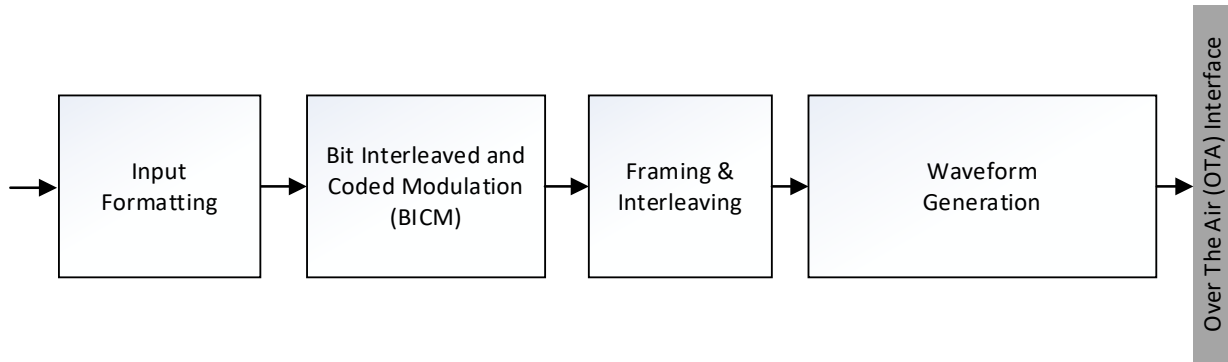 Input
Formatting
Bit Interleaved and
Coded Modulation
(BICM)
Framing &
Interleaving
Waveform
Generation
Over The Air (OTA) Interface